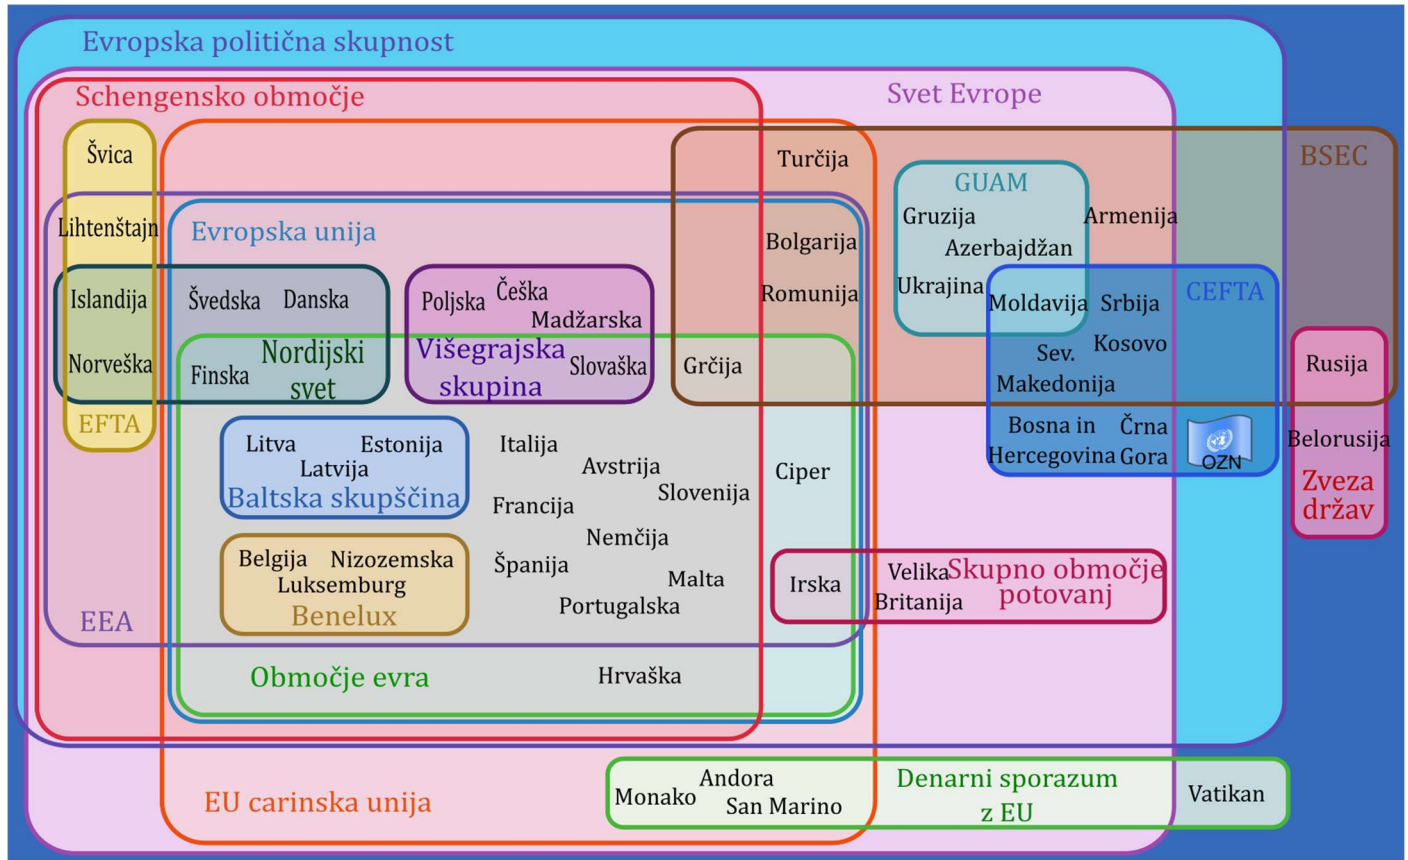 Evropska politična skupnost
Schengensko območje
Svet Evrope
Švica
Turčija
BSEC
GUAM
Gruzija
Armenija
Lihtenštajn
Evropska unija
Bolgarija
Azerbajdžan
Islandija
Švedska
Danska
Poljska
Češka
Madžarska
Romunija
Ukrajina
Moldavija
Srbija
CEFTA
Norveška
Finska
Nordijski
svet
Višegrajska
skupina
Slovaška
Grčija
Sev.
Makedonija
Kosovo
Rusija
EFTA
Litva
Estonija
Latvija
Baltska skupščina
Italija
Avstrija
Francija
Slovenija
Ciper
Bosna in
Hercegovina
Črna
Gora
OZN
Belorusija
Zveza
držav
Belgija
Nizozemska
Luksemburg
Benelux
Nemčija
Španija
Malta
Portugalska
Irska
Velika
Britanija
Skupno območje
potovanj
EEA
Območje evra
Hrvaška
EU carinska unija
Monako
Andora
San Marino
Denarni sporazum
z EU
Vatikan